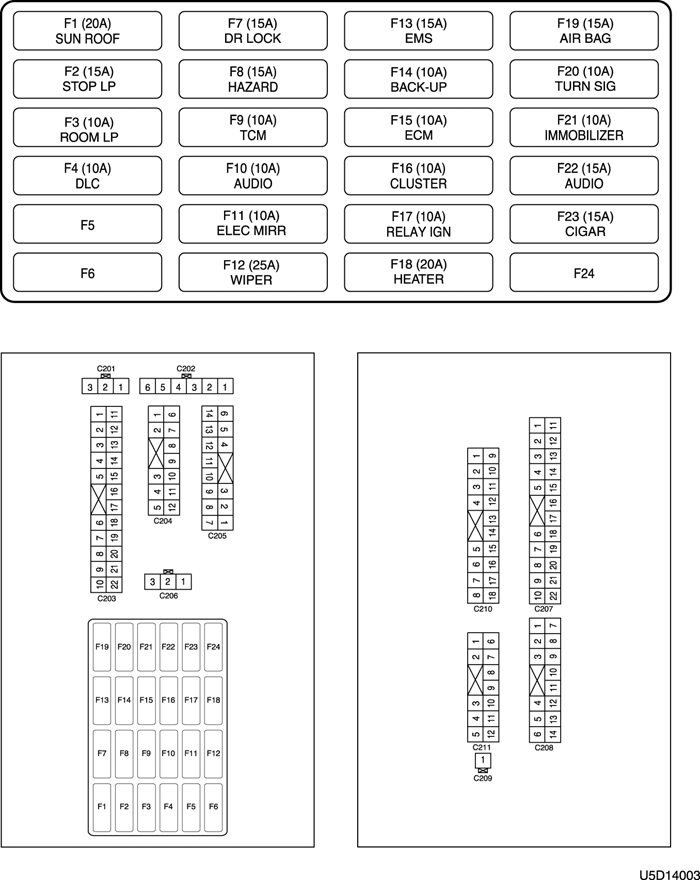 F1 (20A)
SUN ROOF
F7 (15A)
DR LOCK
F13 (15A)
EMS
F19 (15A)
AIR BAG
F2 (15A)
STOP LP
F8 (15A)
HAZARD
F14 (10A)
BACK-UP
F20 (10A)
TURN SIG
F3 (10A)
ROOM LP
F9 (10A)
TCM
F15 (10A)
ECM
F21 (10A)
IMMOBILIZER
F4 (10A)
DLC
F10 (10A)
AUDIO
F16 (10A)
CLUSTER
F22 (15A)
AUDIO
F5
F11 (10A)
ELEC MIRR
F17 (10A)
RELAY IGN
F23 (15A)
CIGAR
F6
F12 (25A)
WIPER
F18 (20A)
HEATER
F24
C201
3 2 1
C202
6 5 4 3 2 1
1 11
2 12
3 13
4 14
5 15
16
17
6 18
7 19
8 20
9 21
10 22
C203
1 6
2 7
8
9
3 10
4 11
5 12
C204
14 6
13 5
12 4
11
10
9 3
8 2
7 1
C205
3 2 1
C206
F19 F20 F21 F22 F23 F24
F13 F14 F15 F16 F17 F18
F7 F8 F9 F10 F11 F12
F1 F2 F3 F4 F5 F6
1 9
2 10
3 11
4 12
13
14
5 15
6 16
7 17
8 18
C210
1 11
2 12
3 13
4 14
5 15
16
17
6 18
7 19
8 20
9 21
10 22
C207
1 6
2 7
8
9
3 10
4 11
5 12
C211
1 7
2 8
3 9
10
11
4 12
5 13
6 14
C208
1
C209
U5D14003